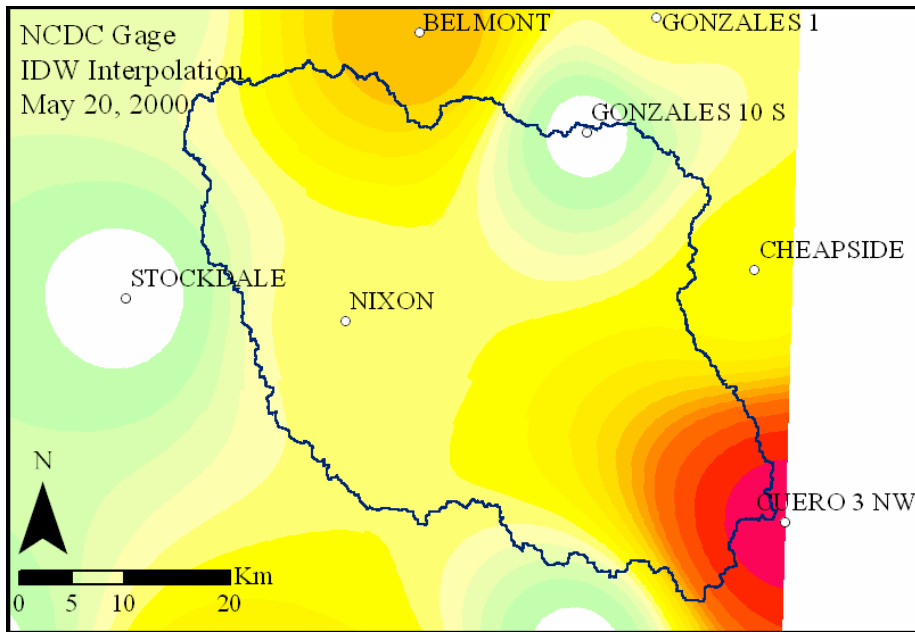 NCDC Gage
IDW Interpolation
May 20, 2000
BELMONT
GONZALES 1
GONZALES 10 S
CHEAPSIDE
STOCKDALE
NIXON
CUERO 3 NW
N
Km
0 5 10 20